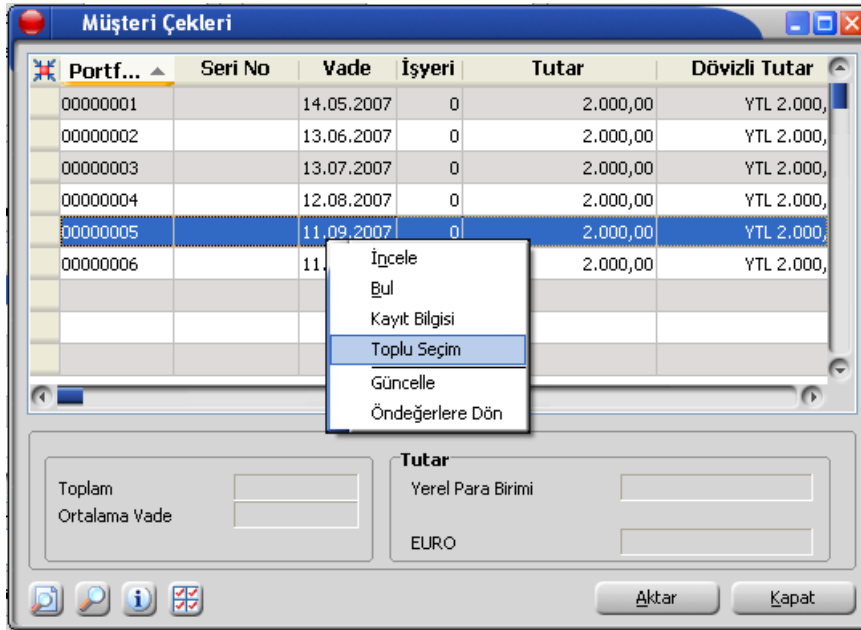 Müşteri Çekleri
Portf... Seri No Vade İşyeri Tutar Dövizli Tutar
00000001 14.05.2007 0 2.000,00 YTL 2.000,
00000002 13.06.2007 0 2.000,00 YTL 2.000,
00000003 13.07.2007 0 2.000,00 YTL 2.000,
00000004 12.08.2007 0 2.000,00 YTL 2.000,
00000005 11.09.2007 0 2.000,00 YTL 2.000,
00000006 11. 2.000,00 YTL 2.000,
İncele
Bul
Kayıt Bilgisi
Toplu Seçim
Güncelle
Öndeğerlere Dön
Toplam
Ortalama Vade
Tutar
Yerel Para Birimi
EURO
Aktar Kapat